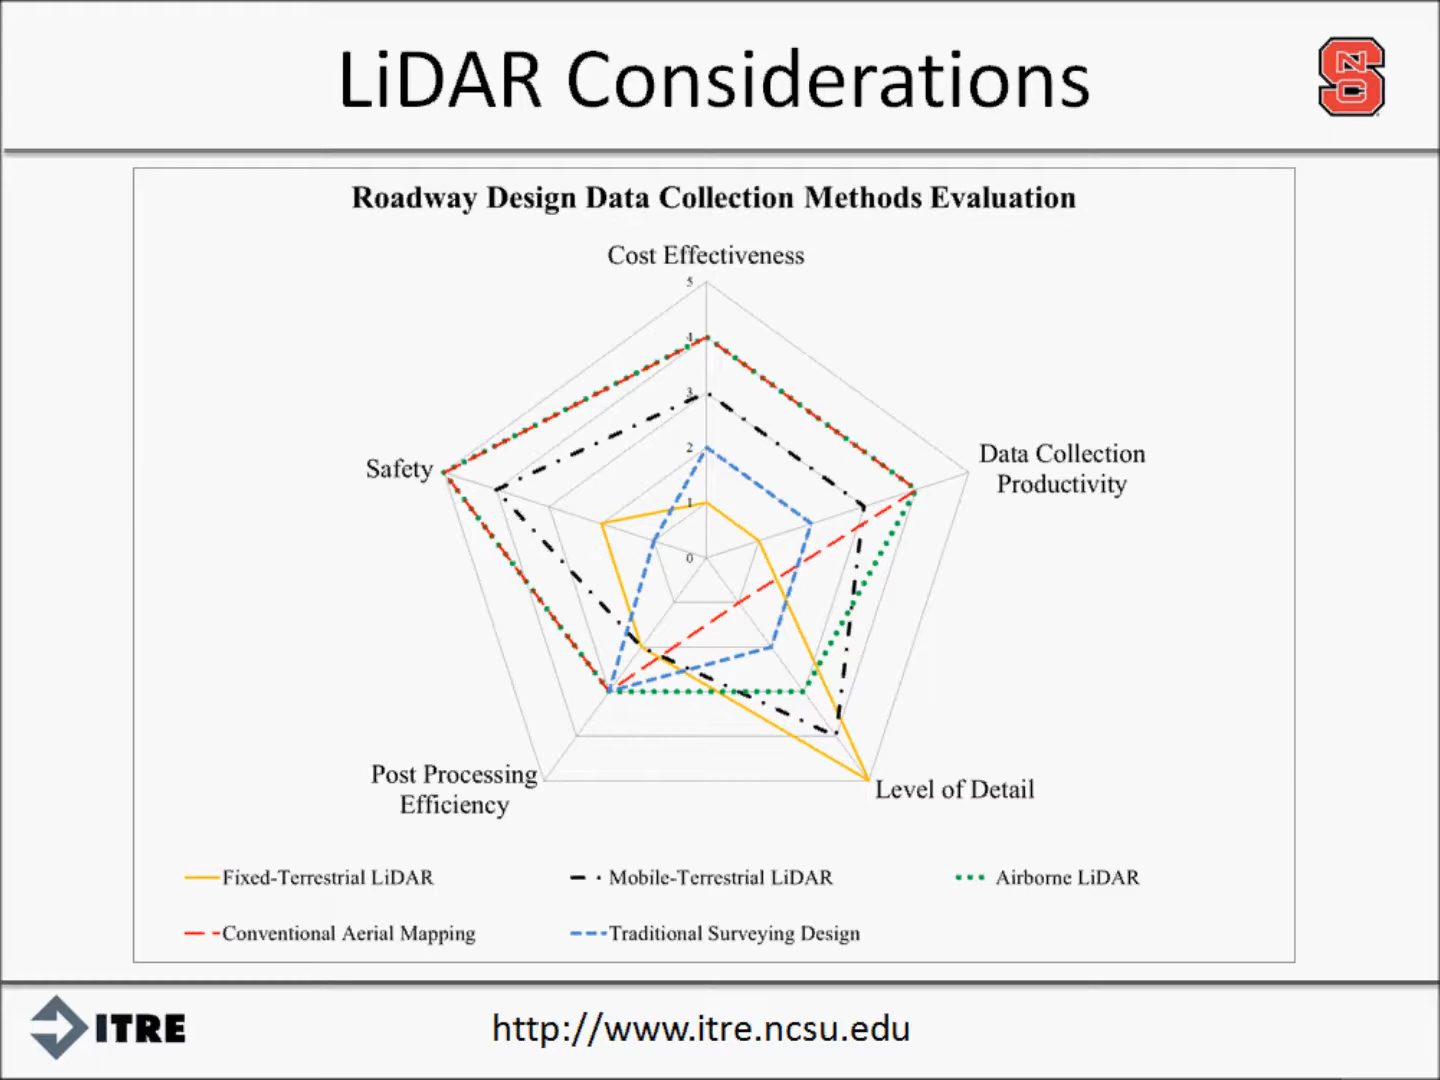 LiDAR Considerations
NC
S
Roadway Design Data Collection Methods Evaluation
Cost Effectiveness
5
4
3
2
1
0
Safety
Data Collection
Productivity
Post Processing
Efficiency
Level of Detail
Fixed-Terrestrial LiDAR
Mobile-Terrestrial LiDAR
Airborne LiDAR
Conventional Aerial Mapping
Traditional Surveying Design
ITRE
http://www.itre.ncsu.edu